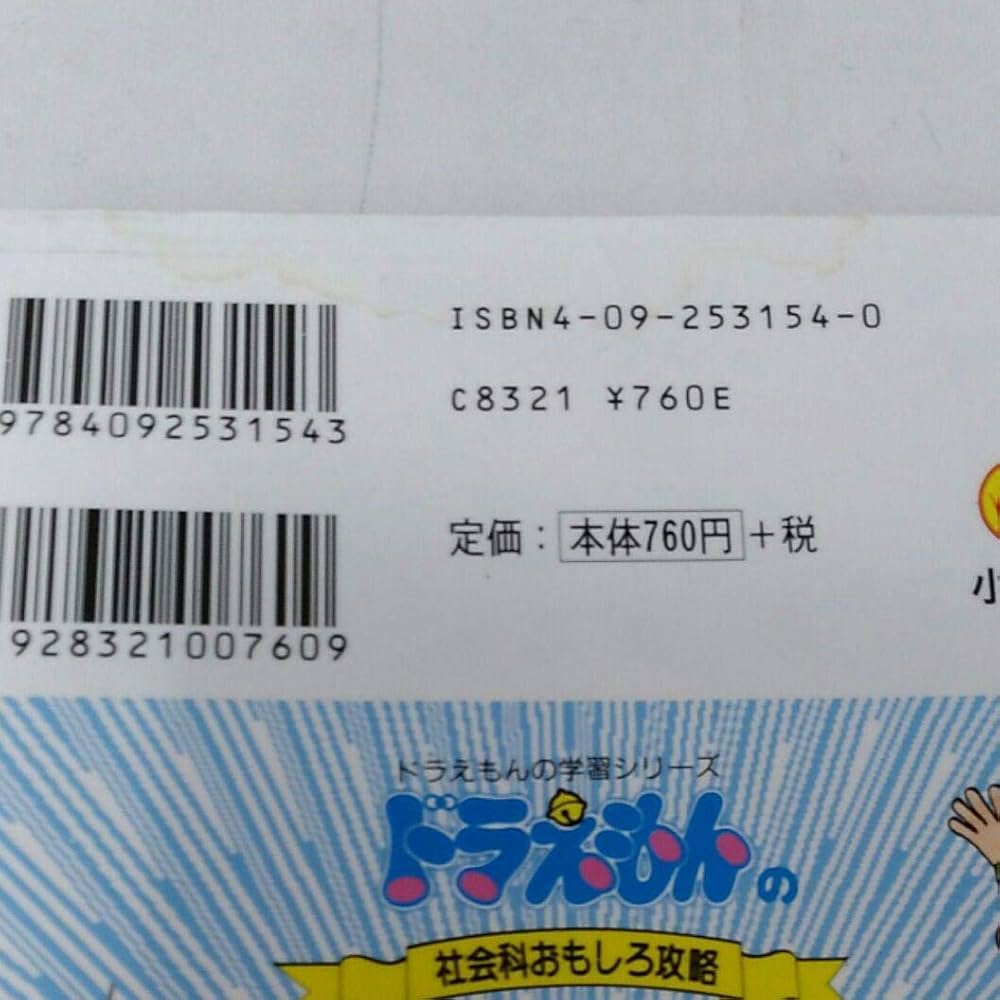 ISBN4-09-253154-0
9784092531543
C8321 ¥760E
定価：本体760円＋税
小
928321007609
ドラえもんの学習シリーズ
ドラえもんの
社会科おもしろ攻略